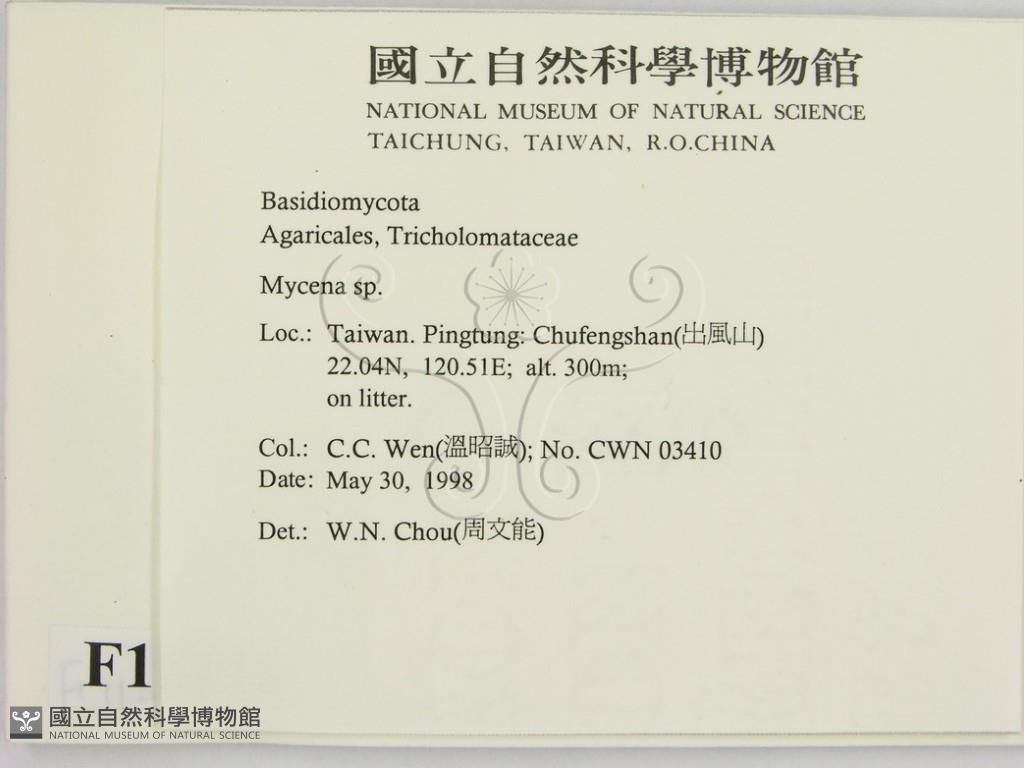 國立自然科學博物館
NATIONAL MUSEUM OF NATURAL SCIENCE
TAICHUNG, TAIWAN, R.O.CHINA
Basidiomycota
Agaricales, Tricholomataceae
Mycena sp.
Loc.: Taiwan. Pingtung: Chufengshan(出風山)
22.04N, 120.51E; alt. 300m;
on litter.
Col.: C.C. Wen(溫昭誠); No. CWN 03410
Date: May 30, 1998
Det.: W.N. Chou(周文能)
F1
國立自然科學博物館
NATIONAL MUSEUM OF NATURAL SCIENCE